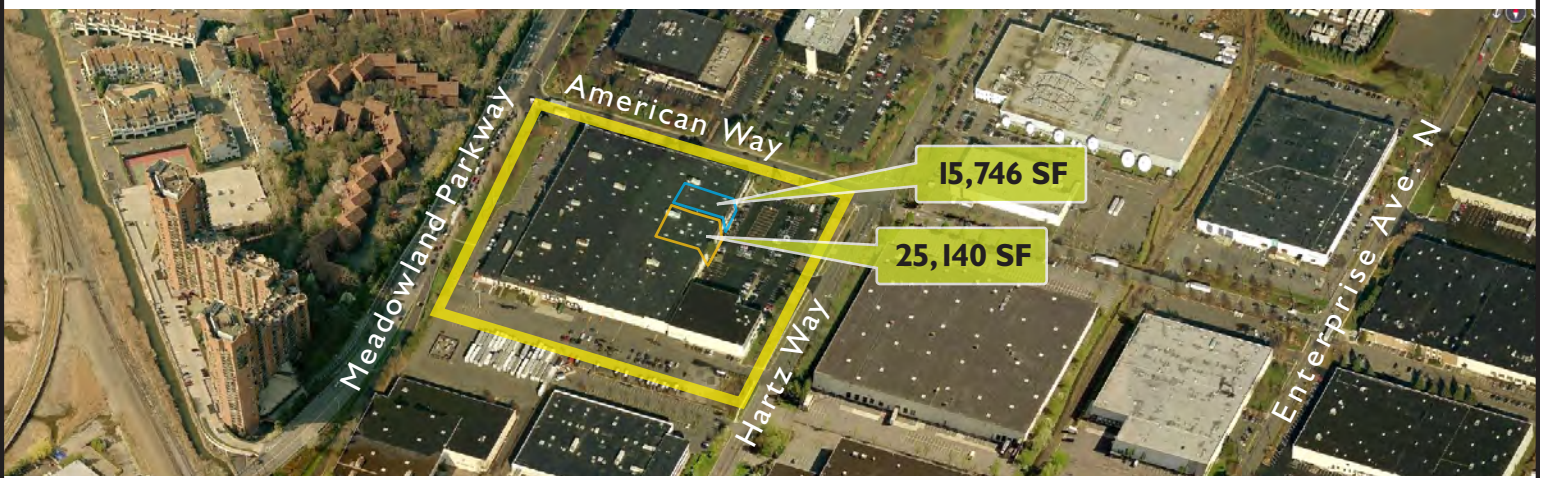 American Way
Meadowland Parkway
15,746 SF
25,140 SF
Hartz Way
Enterprise Ave. N